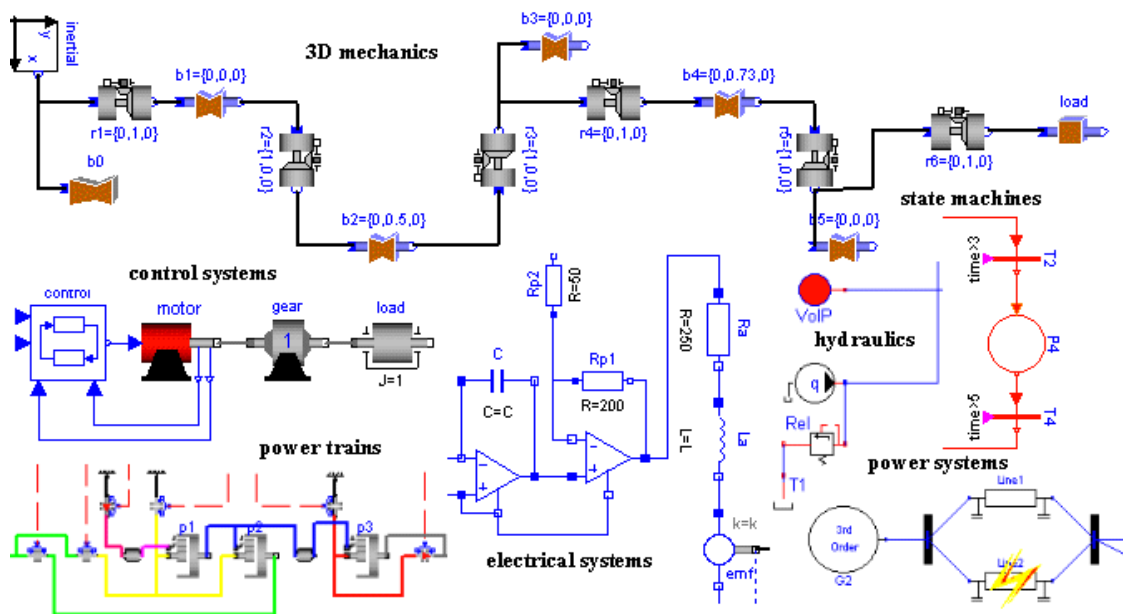 y
x
inertial
3D mechanics
b3={0,0,0}
b1={0,0,0}
b4={0,0.73,0}
load
r1={0,1,0}
r2={1,0,0}
r3={1,0,0}
r4={0,1,0}
r5={1,0,0}
r6={0,1,0}
b0
b2={0,0.5,0}
b5={0,0,0}
state machines
control systems
control
motor
gear
load
1
J=1
Rp2
R=50
C
C=C
Rp1
R=200
R=250
Ra
L=L
La
k=k
emf
electrical systems
VolP
hydraulics
q
Rel
T1
time>3
T2
P4
time>5
T4
power trains
p1
p2
p3
power systems
3rd
Order
G2
Line1
Line2